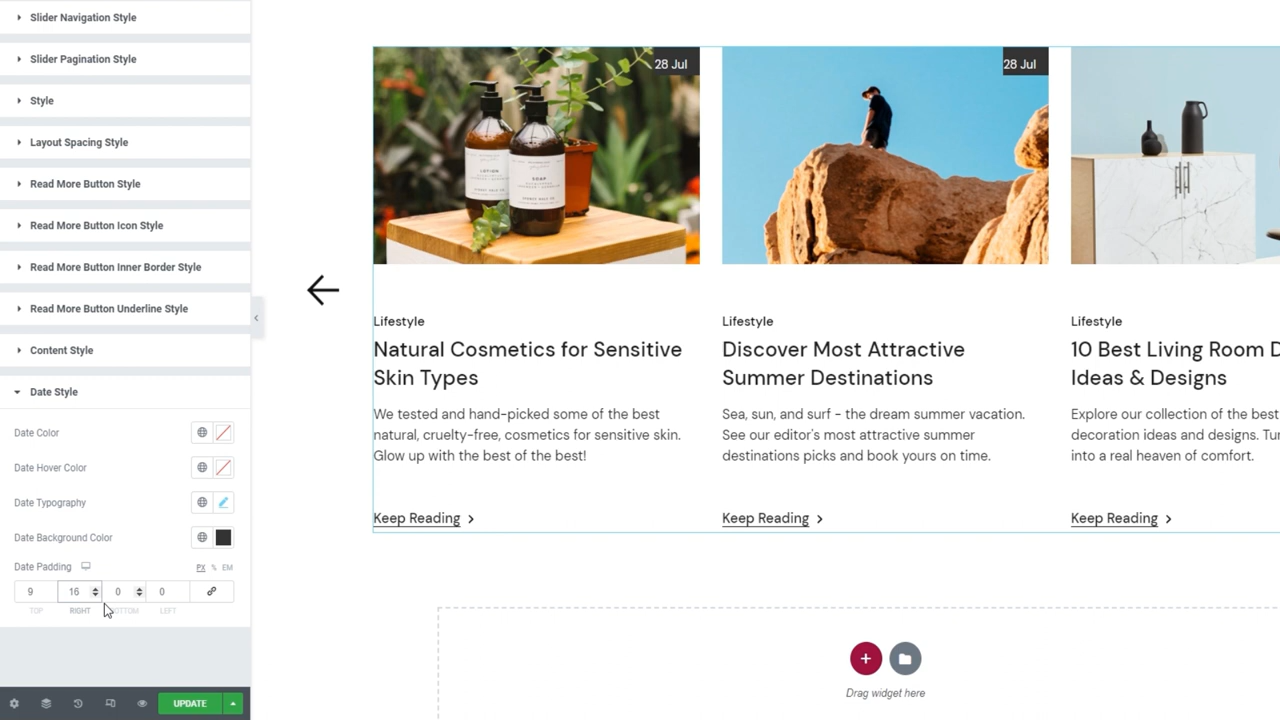 Slider Navigation Style
Slider Pagination Style
Style
Layout Spacing Style
Read More Button Style
Read More Button Icon Style
Read More Button Inner Border Style
Read More Button Underline Style
Content Style
Date Style
Date Color
Date Hover Color
Date Typography
Date Background Color
Date Padding
PX % EM
9 16 0 0
TOP RIGHT BOTTOM LEFT
UPDATE
28 Jul
LOTION
SOAP
Lifestyle
Natural Cosmetics for Sensitive
Skin Types
We tested and hand-picked some of the best
natural, cruelty-free, cosmetics for sensitive skin.
Glow up with the best of the best!
Keep Reading
28 Jul
Lifestyle
Discover Most Attractive
Summer Destinations
Sea, sun, and surf - the dream summer vacation.
See our editor's most attractive summer
destinations picks and book yours on time.
Keep Reading
Lifestyle
10 Best Living Room D
Ideas & Designs
Explore our collection of the best
decoration ideas and designs. Tu
into a real heaven of comfort.
Keep Reading
Drag widget here